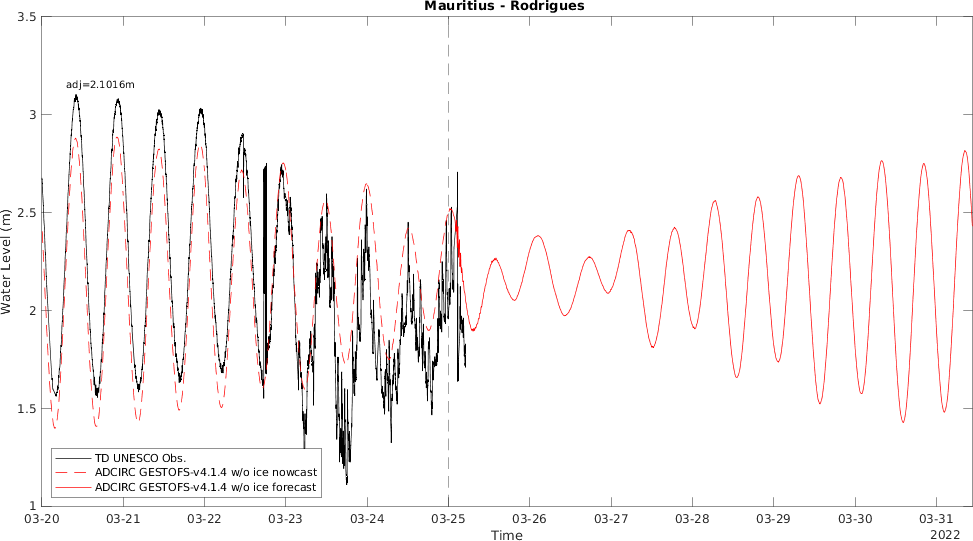 Mauritius - Rodrigues
3.5
3
2.5
2
1.5
1
Water Level (m)
adj=2.1016m
TD UNESCO Obs.
ADCIRC GESTOFS-v4.1.4 w/o ice nowcast
ADCIRC GESTOFS-v4.1.4 w/o ice forecast
03-20 03-21 03-22 03-23 03-24 03-25 03-26 03-27 03-28 03-29 03-30 03-31
Time
2022